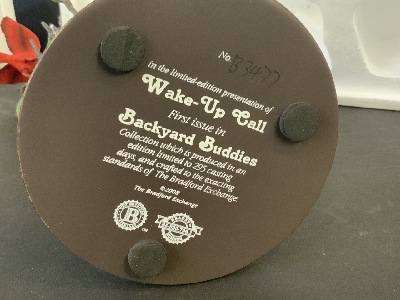 No. B3477
in the limited-edition presentation of
Wake-Up Call
First issue in
Backyard Buddies
Collection which is produced in an
edition limited to 295 casting
days, and crafted to the exacting
standards of The Bradford Exchange.
©2008
The Bradford Exchange
B
TM